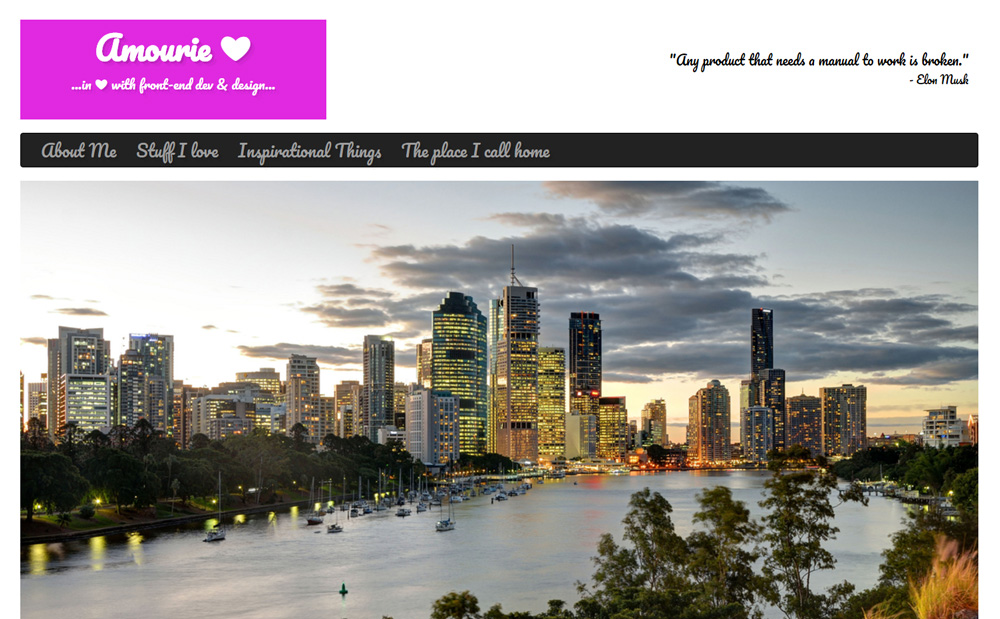 Amourie
...in with front-end dev & design...
"Any product that needs a manual to work is broken."
- Elon Musk
About Me Stuff I love Inspirational Things The place I call home